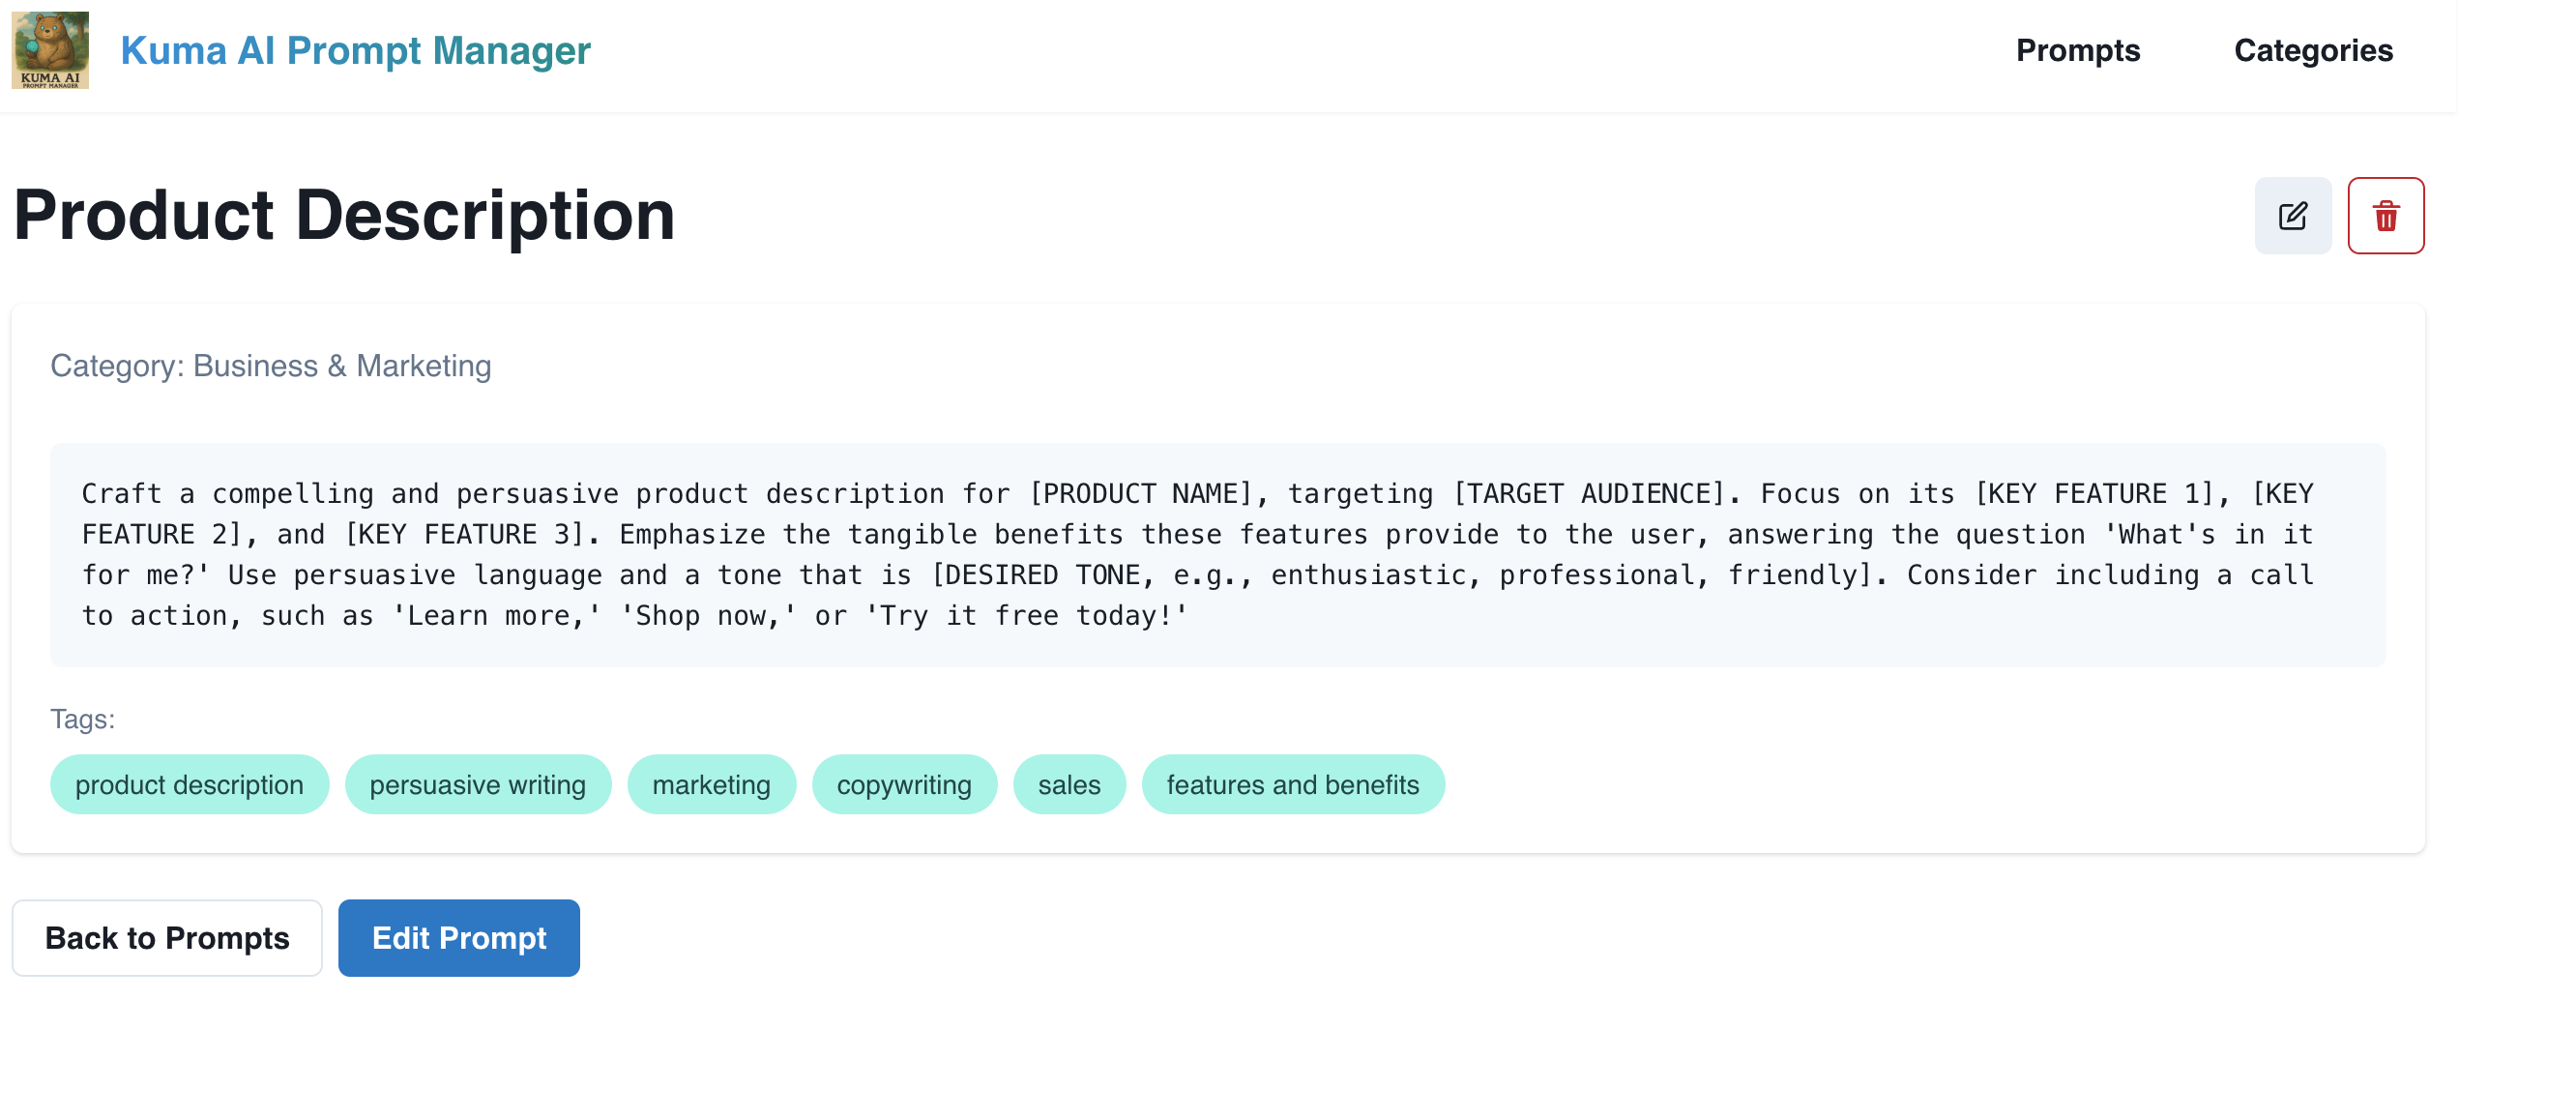 KUMA AI
PROMPT MANAGER
Kuma AI Prompt Manager
Prompts
Categories
Product Description
Category: Business & Marketing
Craft a compelling and persuasive product description for [PRODUCT NAME], targeting [TARGET AUDIENCE]. Focus on its [KEY FEATURE 1], [KEY
FEATURE 2], and [KEY FEATURE 3]. Emphasize the tangible benefits these features provide to the user, answering the question 'What's in it
for me?' Use persuasive language and a tone that is [DESIRED TONE, e.g., enthusiastic, professional, friendly]. Consider including a call
to action, such as 'Learn more,' 'Shop now,' or 'Try it free today!'
Tags:
product description
persuasive writing
marketing
copywriting
sales
features and benefits
Back to Prompts
Edit Prompt